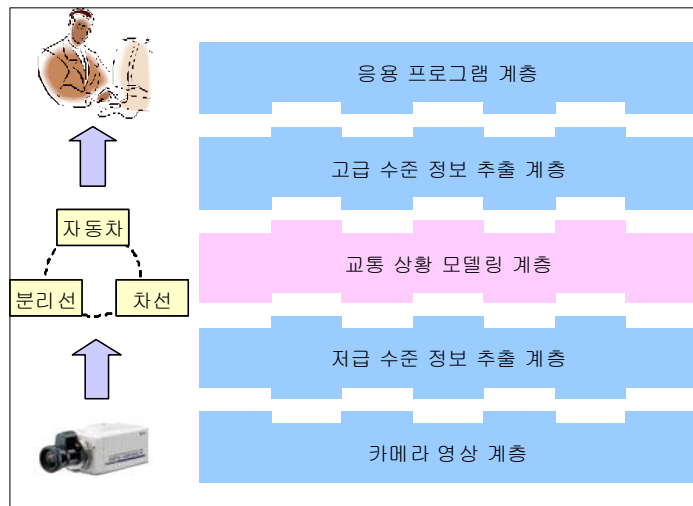 응용 프로그램 계층
고급 수준 정보 추출 계층
자동차
교통 상황 모델링 계층
분리선
차선
저급 수준 정보 추출 계층
카메라 영상 계층